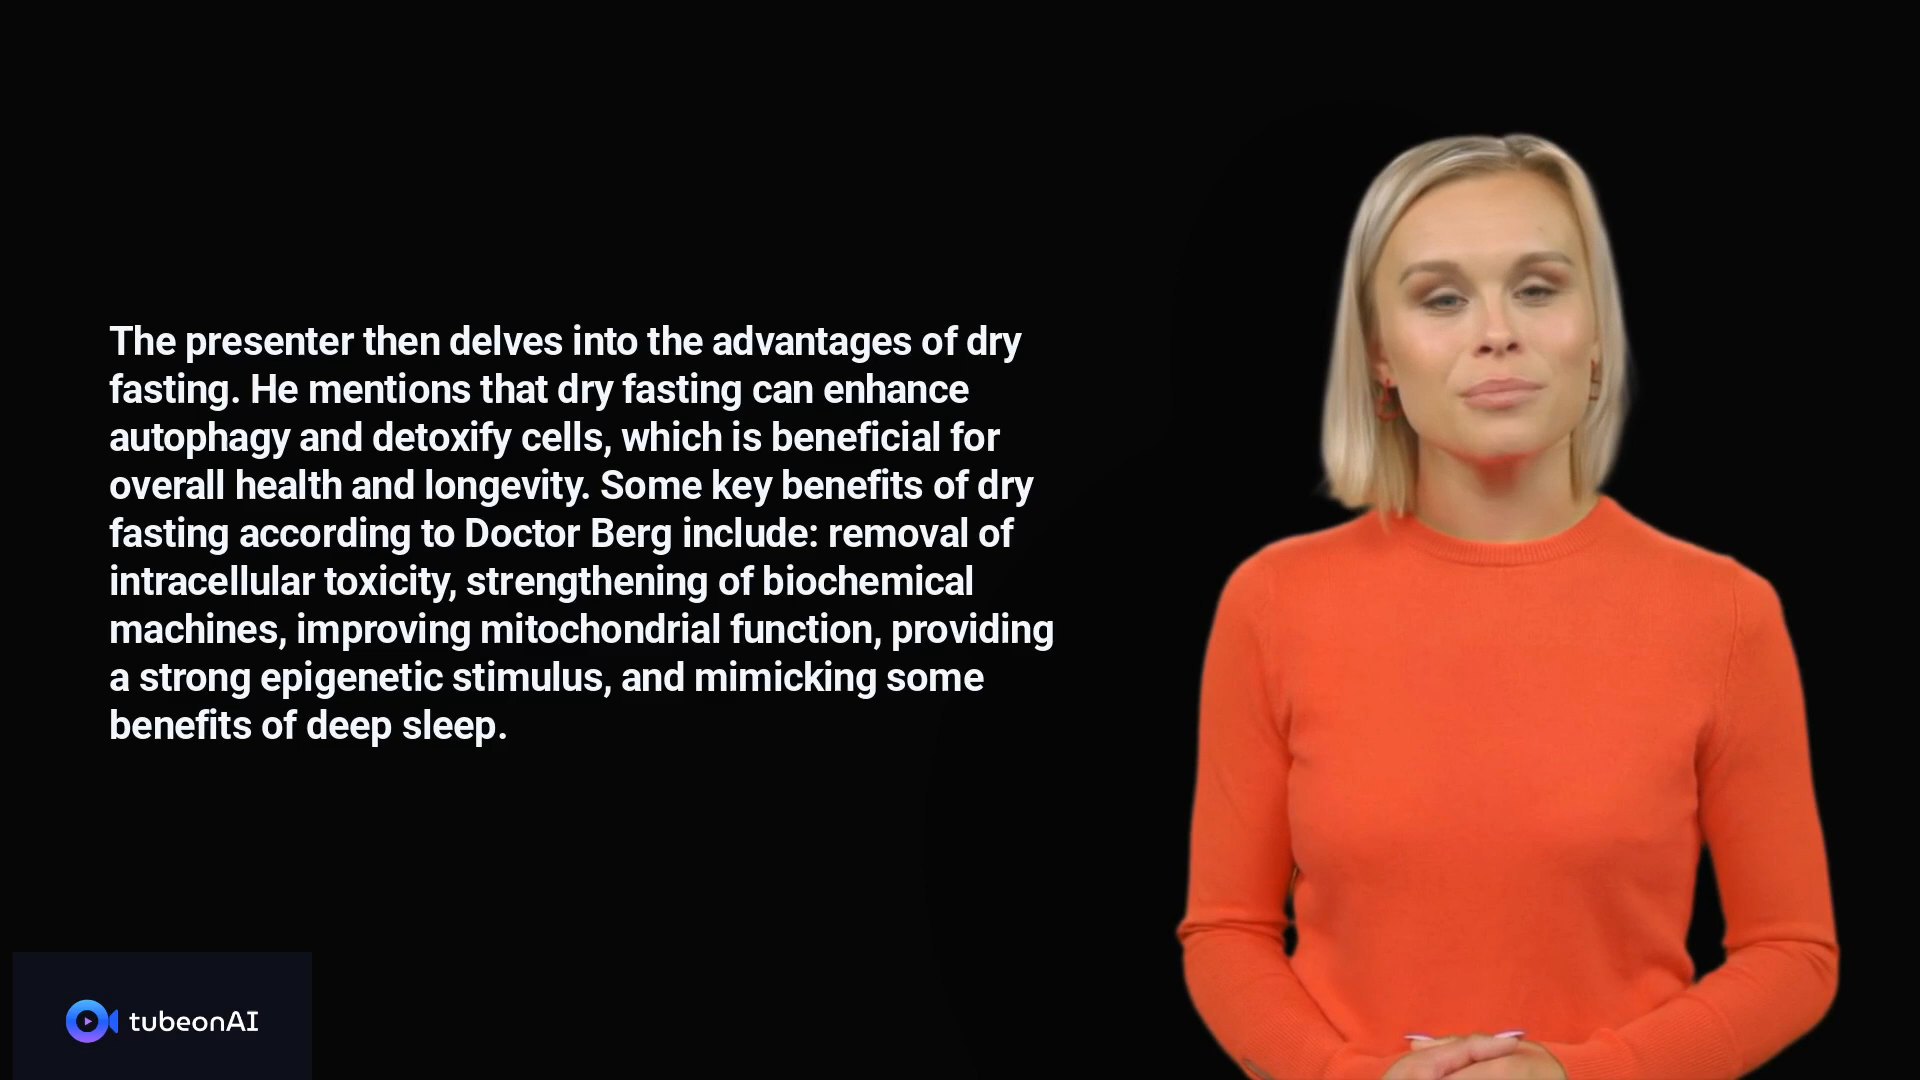 The presenter then delves into the advantages of dry
fasting. He mentions that dry fasting can enhance
autophagy and detoxify cells, which is beneficial for
overall health and longevity. Some key benefits of dry
fasting according to Doctor Berg include: removal of
intracellular toxicity, strengthening of biochemical
machines, improving mitochondrial function, providing
a strong epigenetic stimulus, and mimicking some
benefits of deep sleep.
tubeonAI